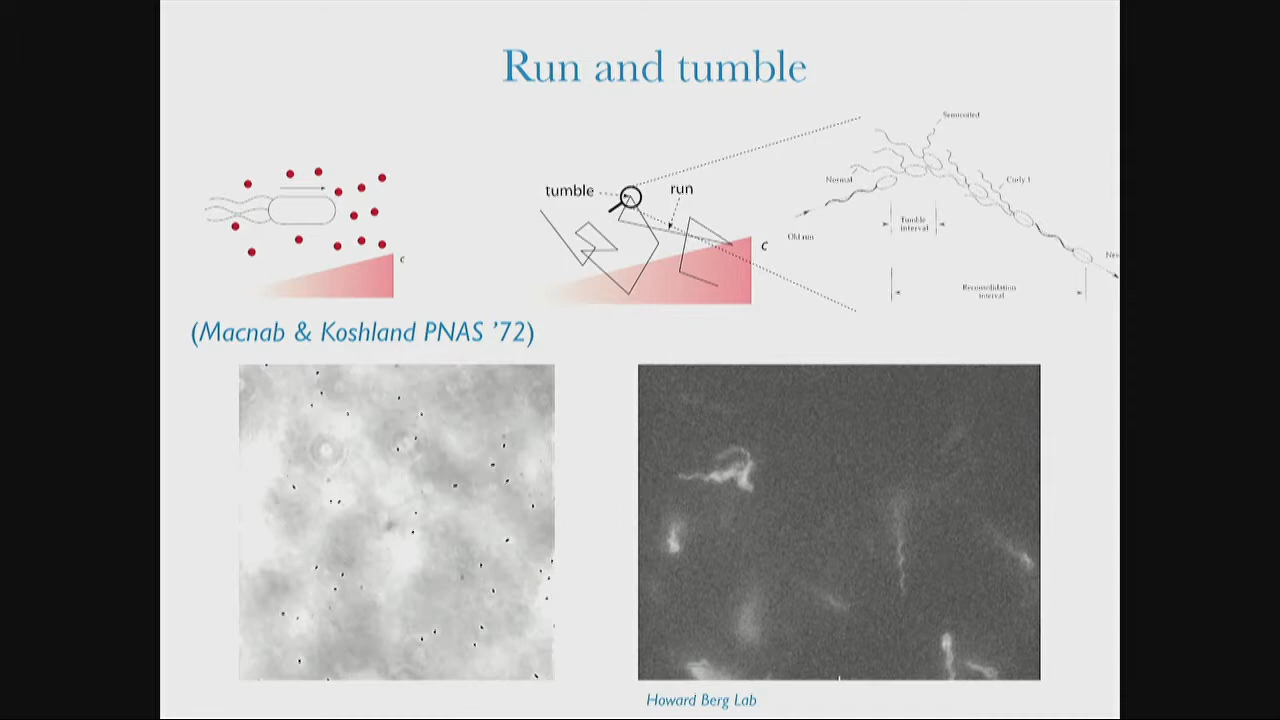 Run and tumble
Semicoiled
tumble
run
Normal
Curly 1
Tumble
interval
Old run
c
c
Reconsolidation
interval
(Macnab & Koshland PNAS ’72)
Howard Berg Lab